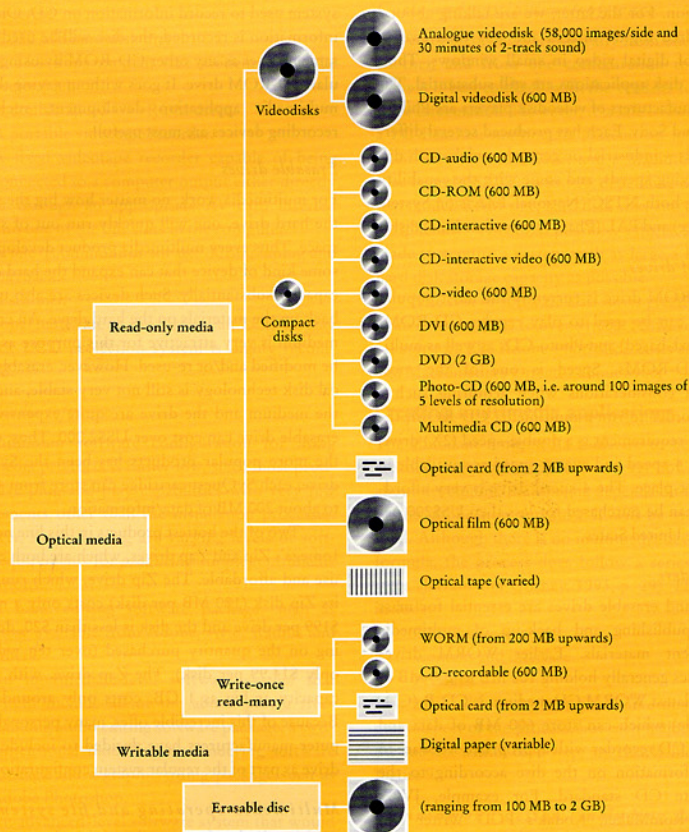 Analogue videodisk (58,000 images/side and
30 minutes of 2-track sound)
Videodisks
Digital videodisk (600 MB)
CD-audio (600 MB)
CD-ROM (600 MB)
CD-interactive (600 MB)
CD-interactive video (600 MB)
CD-video (600 MB)
Read-only media
Compact
disks
DVI (600 MB)
DVD (2 GB)
Photo-CD (600 MB, i.e. around 100 images of
5 levels of resolution)
Multimedia CD (600 MB)
Optical card (from 2 MB upwards)
Optical media
Optical film (600 MB)
Optical tape (varied)
WORM (from 200 MB upwards)
Write-once
read-many
CD-recordable (600 MB)
Optical card (from 2 MB upwards)
Writable media
Digital paper (variable)
Erasable disc
(ranging from 100 MB to 2 GB)